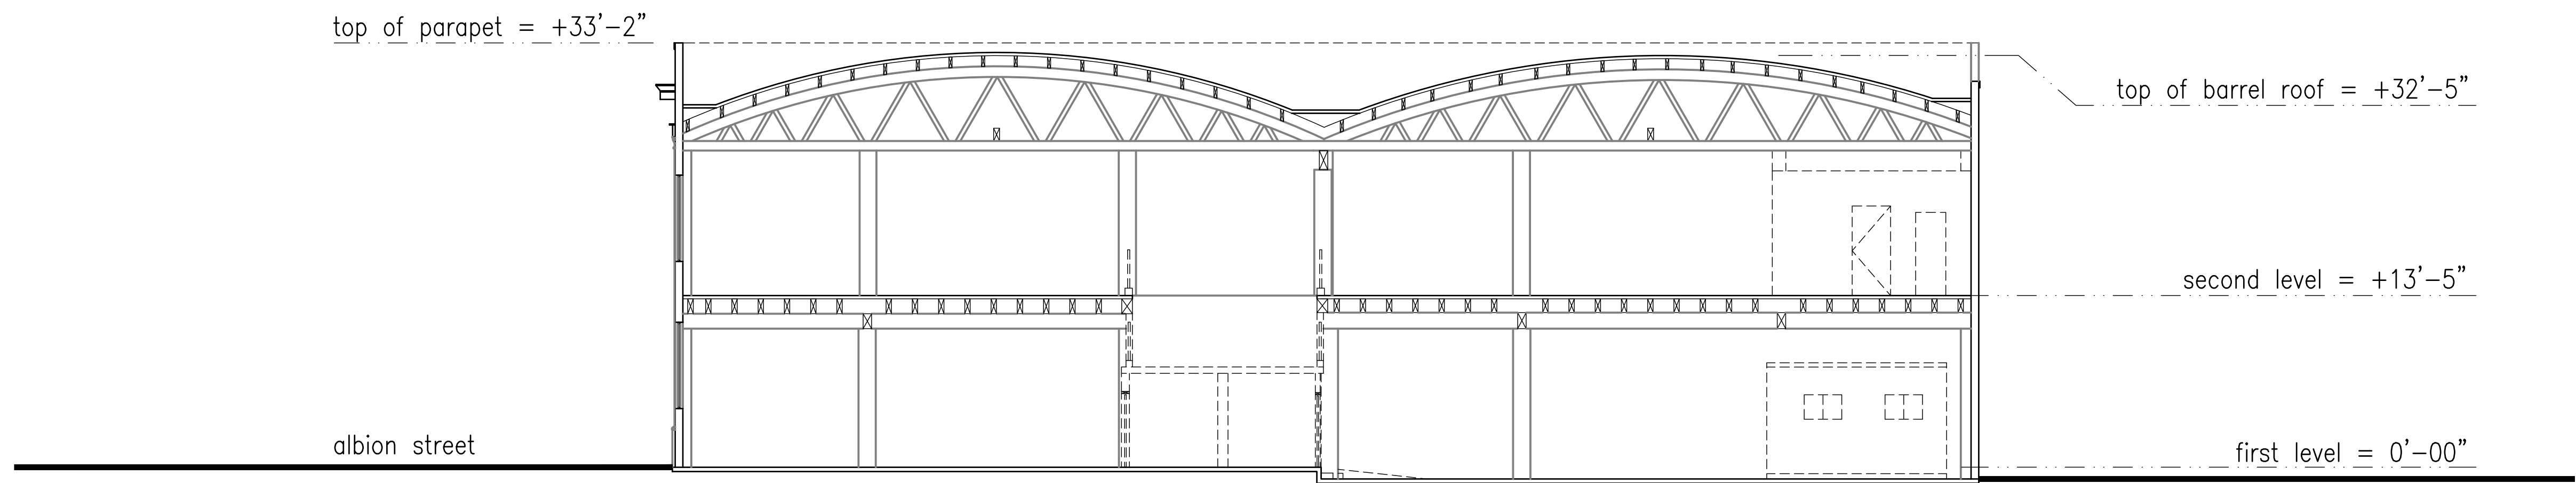 top of parapet = +33'-2"
top of barrel roof = +32'-5"
second level = +13'-5"
albion street
first level = 0'-00"